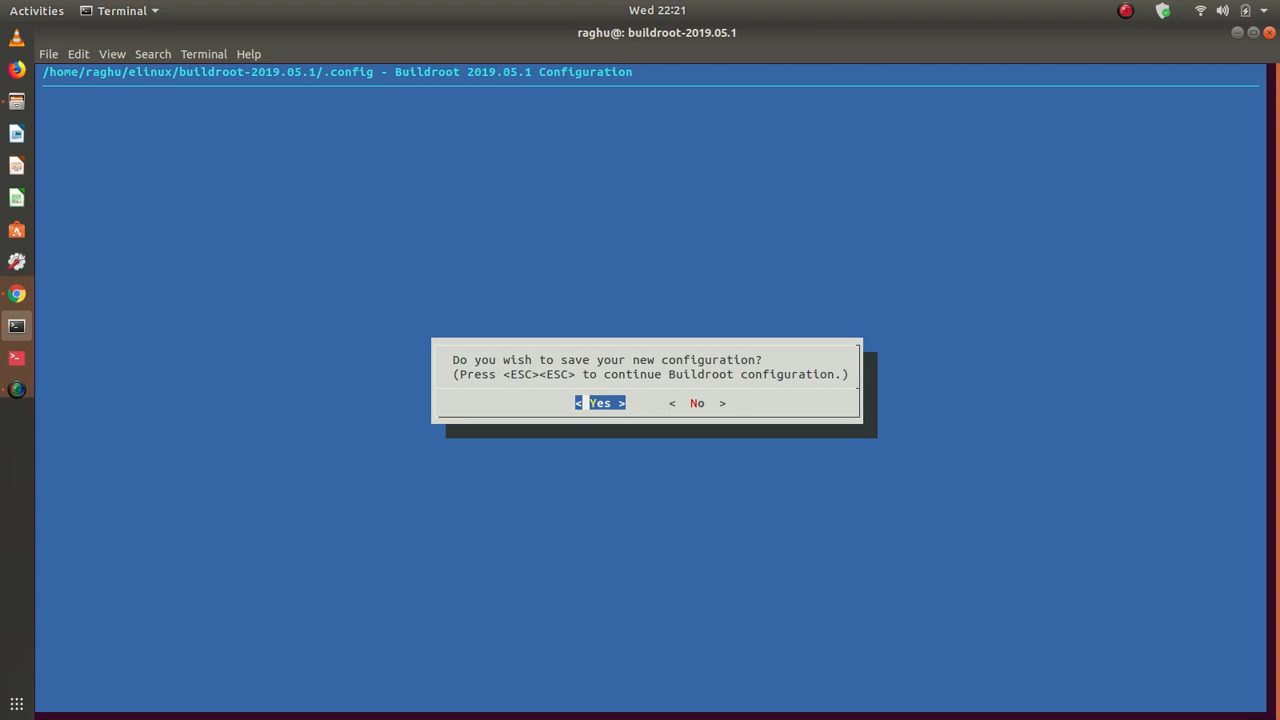 Activities Terminal Wed 22:21
raghu@: buildroot-2019.05.1
File Edit View Search Terminal Help
/home/raghu/elinux/buildroot-2019.05.1/.config - Buildroot 2019.05.1 Configuration
Do you wish to save your new configuration?
(Press <ESC><ESC> to continue Buildroot configuration.)
< Yes > < No >